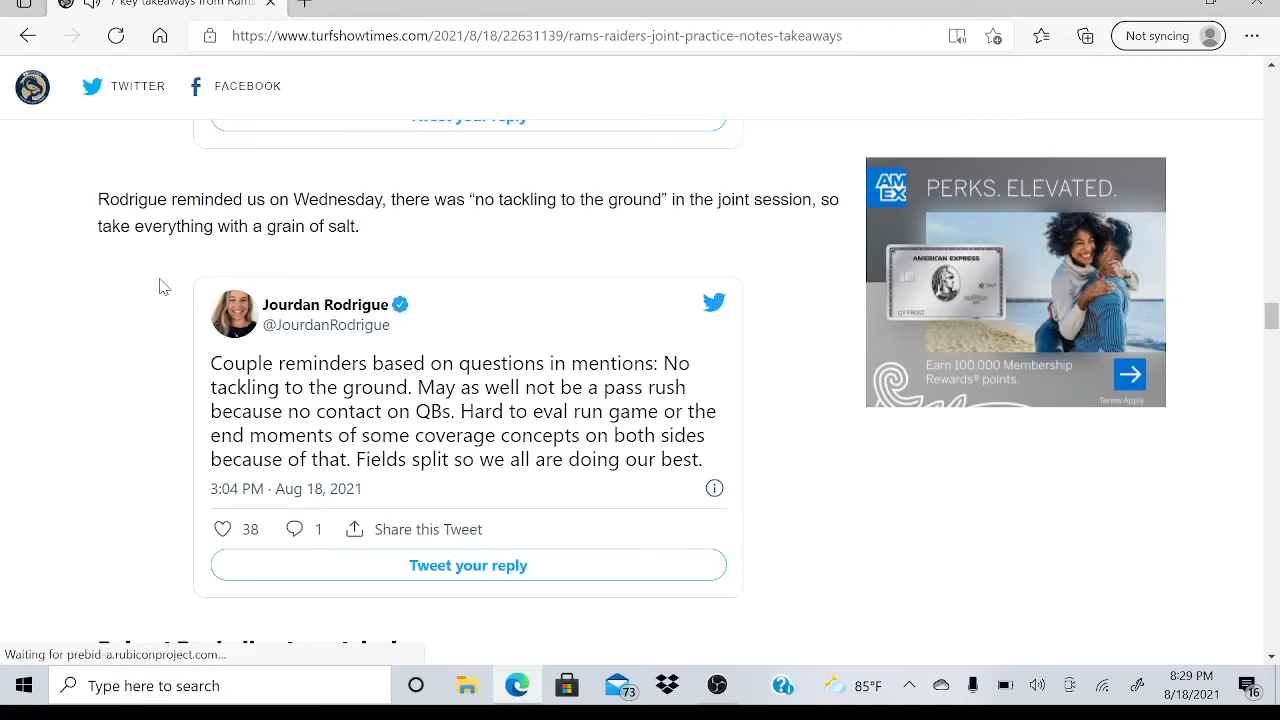 7 key takeaways from Rams
https://www.turfshowtimes.com/2021/8/18/22631139/rams-raiders-joint-practice-notes-takeaways
Not syncing
TWITTER
FACEBOOK
Tweet your reply
Rodrigue reminded us on Wednesday, there was “no tackling to the ground” in the joint session, so
take everything with a grain of salt.
AM
EX
PERKS. ELEVATED.
AMERICAN EXPRESS
C F FROST
Earn 100,000 Membership
Rewards® points.
Terms Apply
Jourdan Rodrigue
@JourdanRodrigue
Couple reminders based on questions in mentions: No
tackling to the ground. May as well not be a pass rush
because no contact on QBs. Hard to eval run game or the
end moments of some coverage concepts on both sides
because of that. Fields split so we all are doing our best.
3:04 PM · Aug 18, 2021
38
1
Share this Tweet
Tweet your reply
Waiting for prebid-a.rubiconproject.com...
Type here to search
73
85°F
8:29 PM
8/18/2021
16